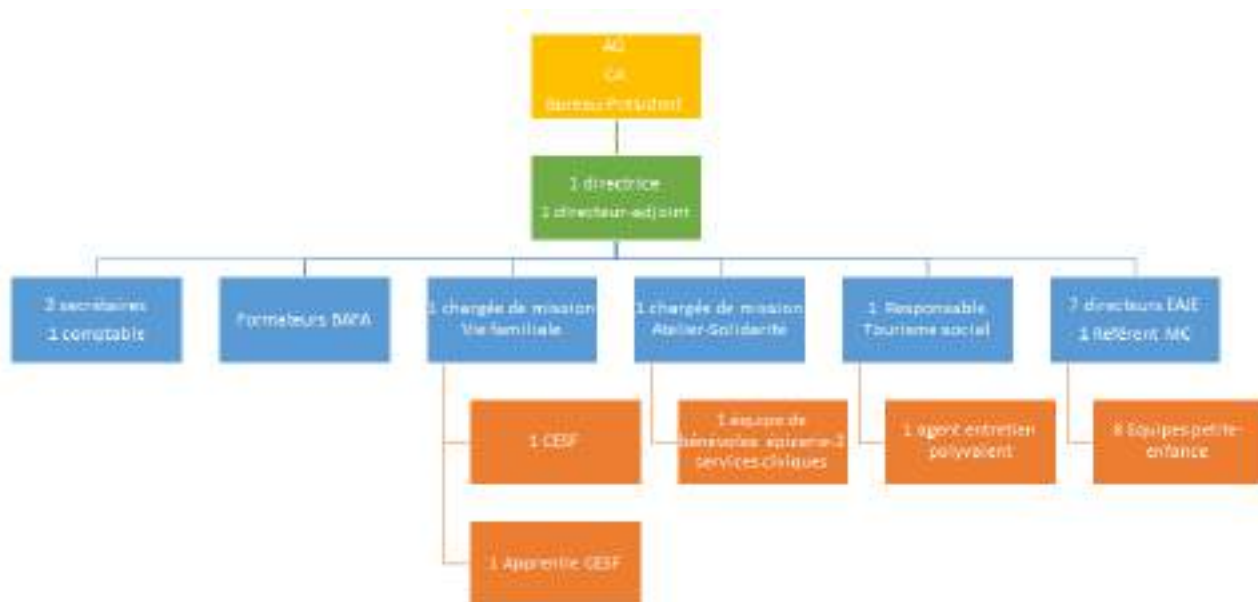 AG
CA
Bureau Président
1 directrice
1 directeur-adjoint
secrétaires
1 comptable
Formateurs BAFA
1 chargée de mission
Vie familiale
1 chargée de mission
Atelier-Solidarité
1 Responsable
Tourisme social
7 directeurs EAJE
1 Référent
1 CESF
1 équipe de
bénévoles épicerie-2
services civiques
1 agent entretien
polyvalent
8 Equipes petite-
enfance
1 Apprentie CESF